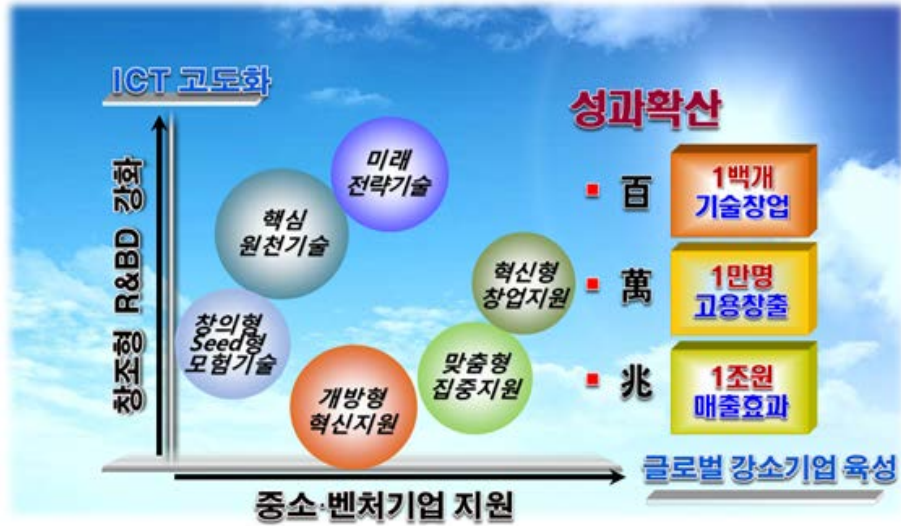 ICT 고도화
창조형 R&BD 강화
미래
전략기술
핵심
원천기술
창의형
Seed형
모험기술
개방형
혁신지원
맞춤형
집중지원
혁신형
창업지원
중소·벤처기업 지원
글로벌 강소기업 육성
성과확산
百
1백개
기술창업
萬
1만명
고용창출
兆
1조원
매출효과